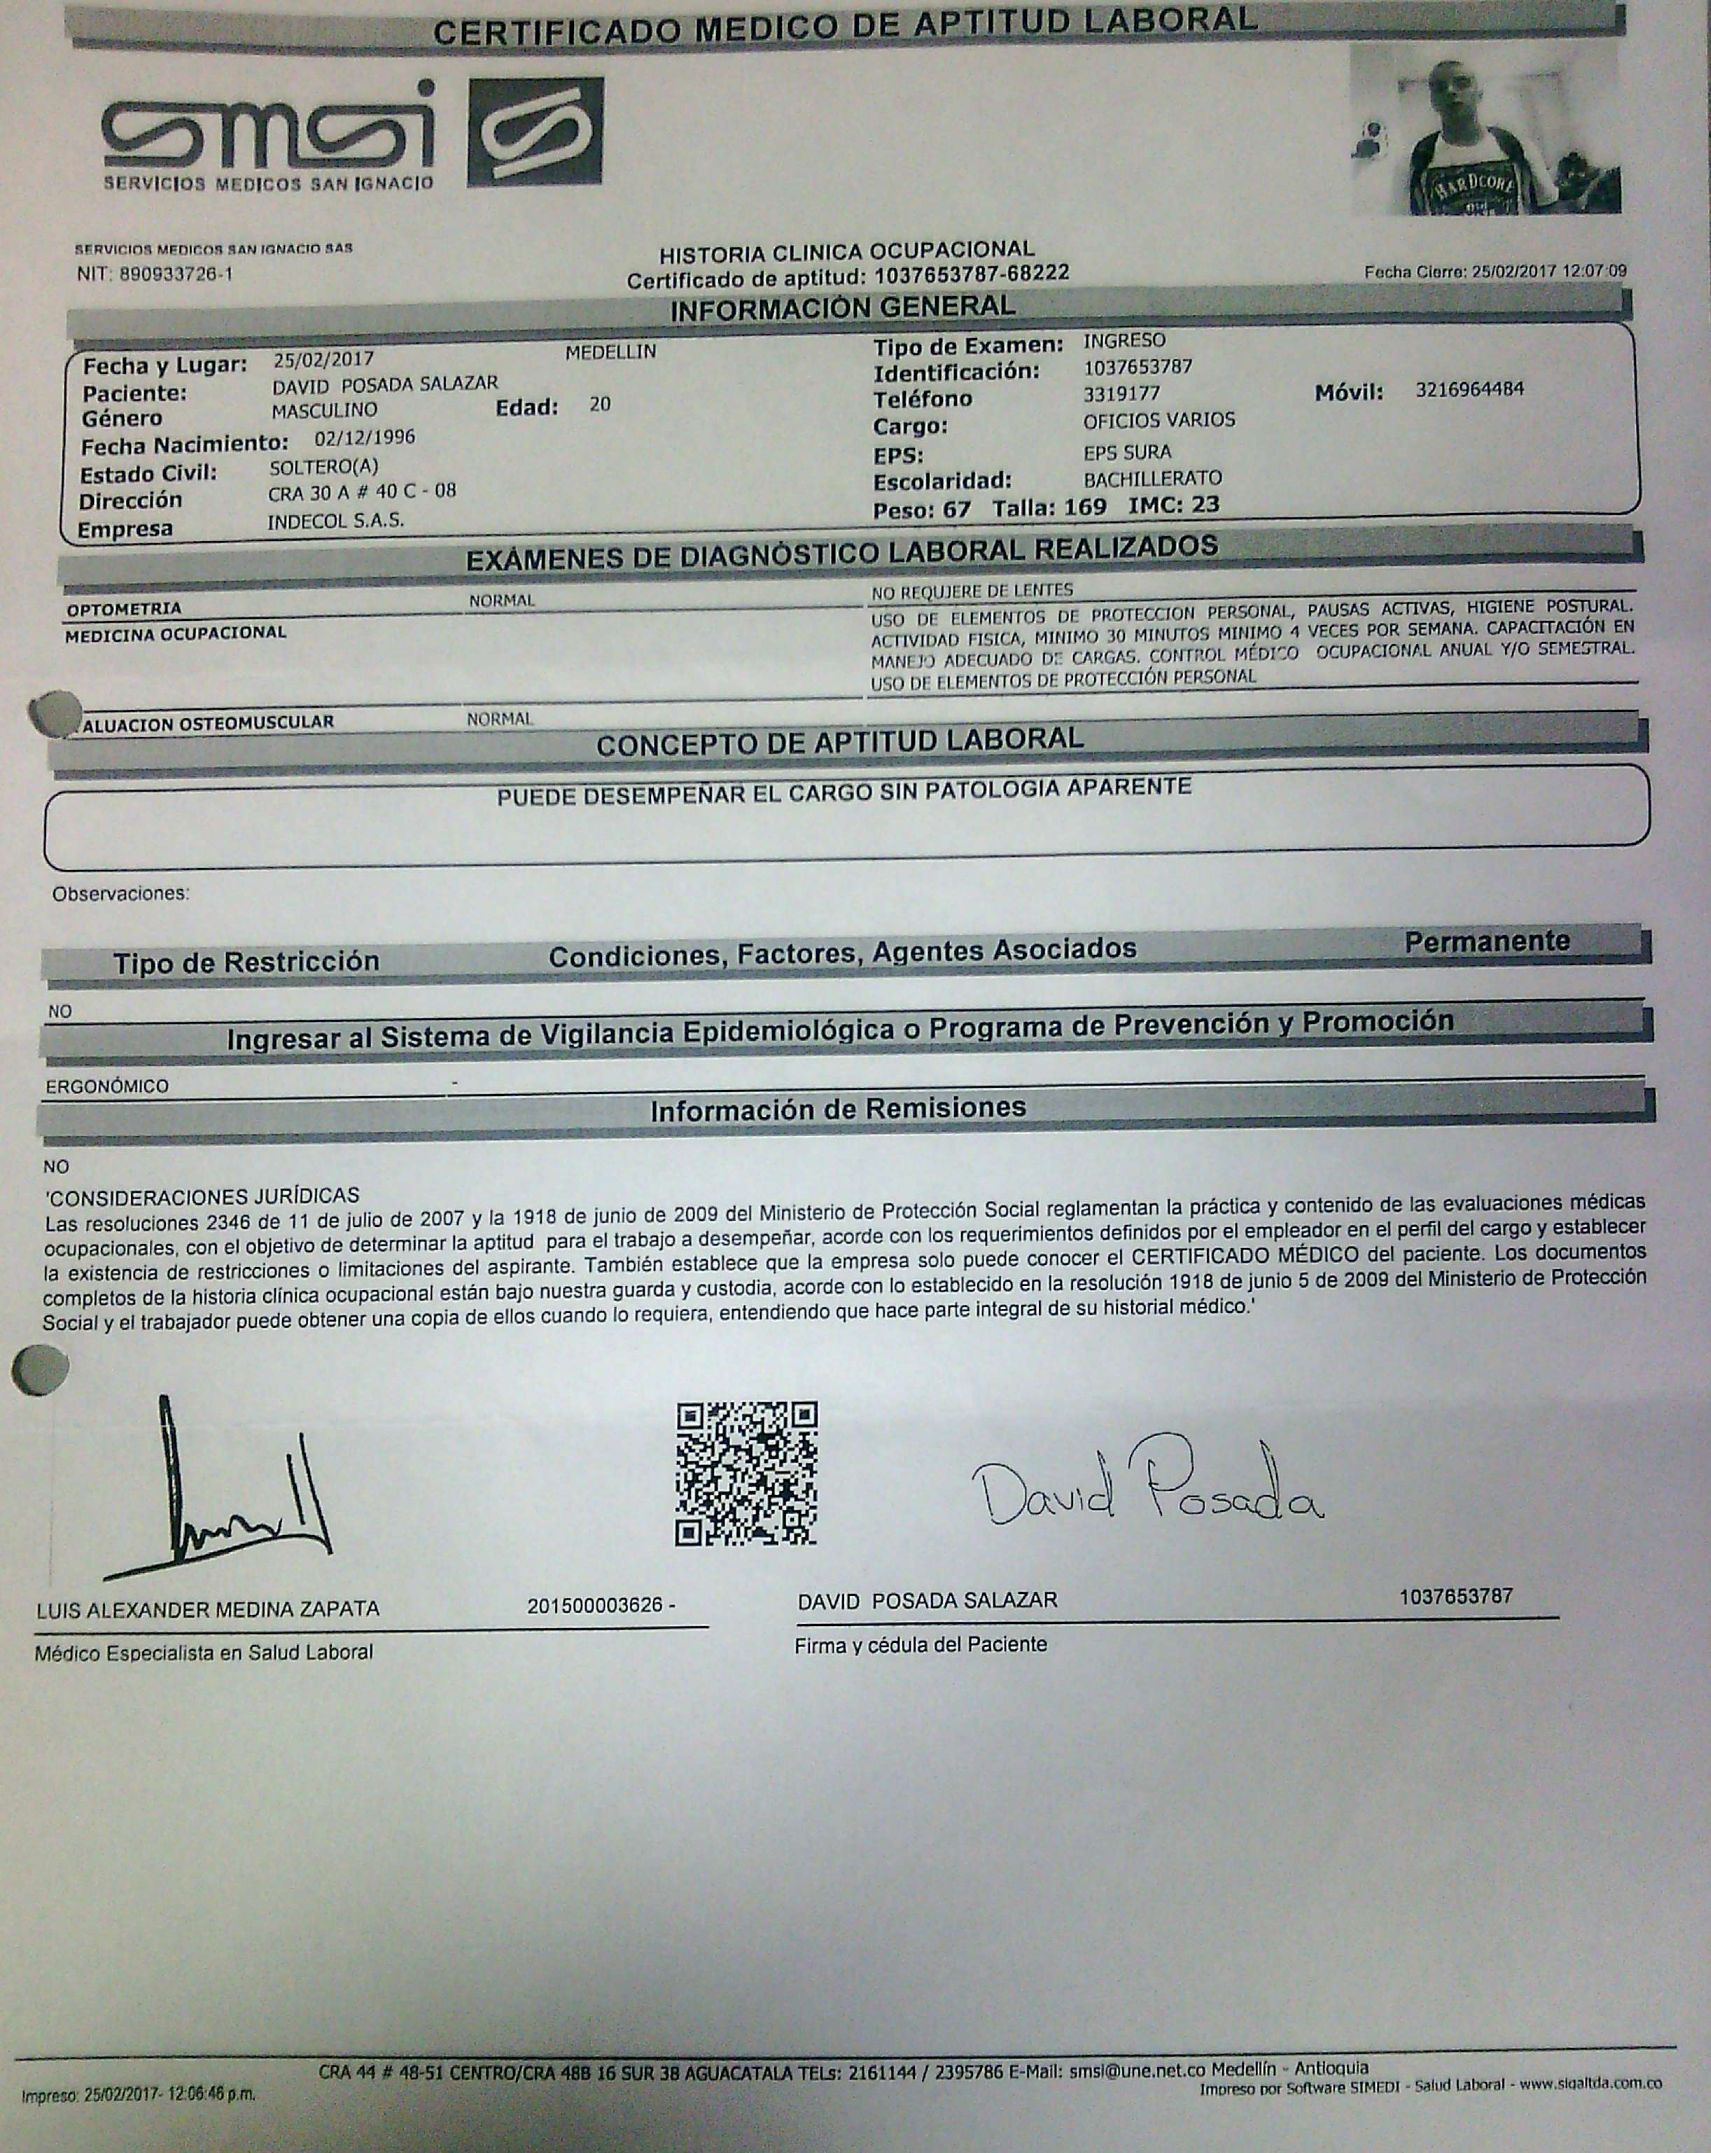 CERTIFICADO MEDICO DE APTITUD LABORAL
smsi
SERVICIOS MEDICOS SAN IGNACIO
HARDCORE
SERVICIOS MEDICOS SAN IGNACIO SAS
NIT: 890933726-1
HISTORIA CLINICA OCUPACIONAL
Certificado de aptitud: 1037653787-68222
Fecha Cierre: 25/02/2017 12:07:09
INFORMACIÓN GENERAL
Fecha y Lugar: 25/02/2017 MEDELLIN Tipo de Examen: INGRESO
Paciente: DAVID POSADA SALAZAR Identificación: 1037653787
Género MASCULINO Edad: 20 Teléfono 3319177 Móvil: 3216964484
Fecha Nacimiento: 02/12/1996 Cargo: OFICIOS VARIOS
Estado Civil: SOLTERO(A) EPS: EPS SURA
Dirección CRA 30 A # 40 C - 08 Escolaridad: BACHILLERATO
Empresa INDECOL S.A.S. Peso: 67 Talla: 169 IMC: 23
EXÁMENES DE DIAGNÓSTICO LABORAL REALIZADOS
OPTOMETRIA NORMAL NO REQUIERE DE LENTES
MEDICINA OCUPACIONAL USO DE ELEMENTOS DE PROTECCION PERSONAL, PAUSAS ACTIVAS, HIGIENE POSTURAL.
ACTIVIDAD FISICA, MINIMO 30 MINUTOS MINIMO 4 VECES POR SEMANA. CAPACITACIÓN EN
MANEJO ADECUADO DE CARGAS. CONTROL MÉDICO OCUPACIONAL ANUAL Y/O SEMESTRAL.
USO DE ELEMENTOS DE PROTECCIÓN PERSONAL
ALUACION OSTEOMUSCULAR NORMAL
CONCEPTO DE APTITUD LABORAL
PUEDE DESEMPEÑAR EL CARGO SIN PATOLOGIA APARENTE
Observaciones:
Tipo de Restricción Condiciones, Factores, Agentes Asociados Permanente
NO
Ingresar al Sistema de Vigilancia Epidemiológica o Programa de Prevención y Promoción
ERGONÓMICO -
Información de Remisiones
NO
'CONSIDERACIONES JURÍDICAS
Las resoluciones 2346 de 11 de julio de 2007 y la 1918 de junio de 2009 del Ministerio de Protección Social reglamentan la práctica y contenido de las evaluaciones médicas
ocupacionales, con el objetivo de determinar la aptitud para el trabajo a desempeñar, acorde con los requerimientos definidos por el empleador en el perfil del cargo y establecer
la existencia de restricciones o limitaciones del aspirante. También establece que la empresa solo puede conocer el CERTIFICADO MÉDICO del paciente. Los documentos
completos de la historia clínica ocupacional están bajo nuestra guarda y custodia, acorde con lo establecido en la resolución 1918 de junio 5 de 2009 del Ministerio de Protección
Social y el trabajador puede obtener una copia de ellos cuando lo requiera, entendiendo que hace parte integral de su historial médico.'
David Posada
LUIS ALEXANDER MEDINA ZAPATA 201500003626 - DAVID POSADA SALAZAR 1037653787
Médico Especialista en Salud Laboral Firma y cédula del Paciente
CRA 44 # 48-51 CENTRO/CRA 48B 16 SUR 38 AGUACATALA TELs: 2161144 / 2395786 E-Mail: smsi@une.net.co Medellín - Antioquia
Impreso: 25/02/2017- 12:06:46 p.m. Impreso por Software SIMEDI - Salud Laboral - www.sigaltda.com.co